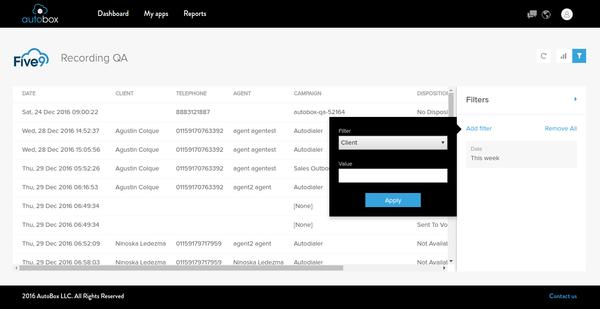 autobox
Dashboard My apps Reports
Five9 Recording QA
DATE CLIENT TELEPHONE AGENT CAMPAIGN DISPOSITION
Sat, 24 Dec 2016 09:00:22 8883121887 autobox-qa-52164 No Disposi
Wed, 28 Dec 2016 14:52:37 Agustin Colque 01159170763392 agent agentest Autodialer
Wed, 28 Dec 2016 15:05:56 Agustin Colque 01159170763392 agent agentest Autodialer
Thu, 29 Dec 2016 05:52:26 Agustin Colque 01159170763392 agent agentest Sales Outbou
Thu, 29 Dec 2016 06:16:53 Agustin Colque 01159170763392 agent2 agent Autodialer
Thu, 29 Dec 2016 06:49:34 [None]
Thu, 29 Dec 2016 06:49:34 [None] Sent To Vo
Thu, 29 Dec 2016 06:52:09 Ninoska Ledezma 01159179717959 agent2 agent Autodialer Not Availat
Thu, 29 Dec 2016 06:58:03 Ninoska Ledezma 01159179717959 Ninoska Ledezma Autodialer Not Availat
Filter
Client
Value
Apply
Filters
Add filter Remove All
Date
This week
2016 AutoBox LLC. All Rights Reserved Contact us